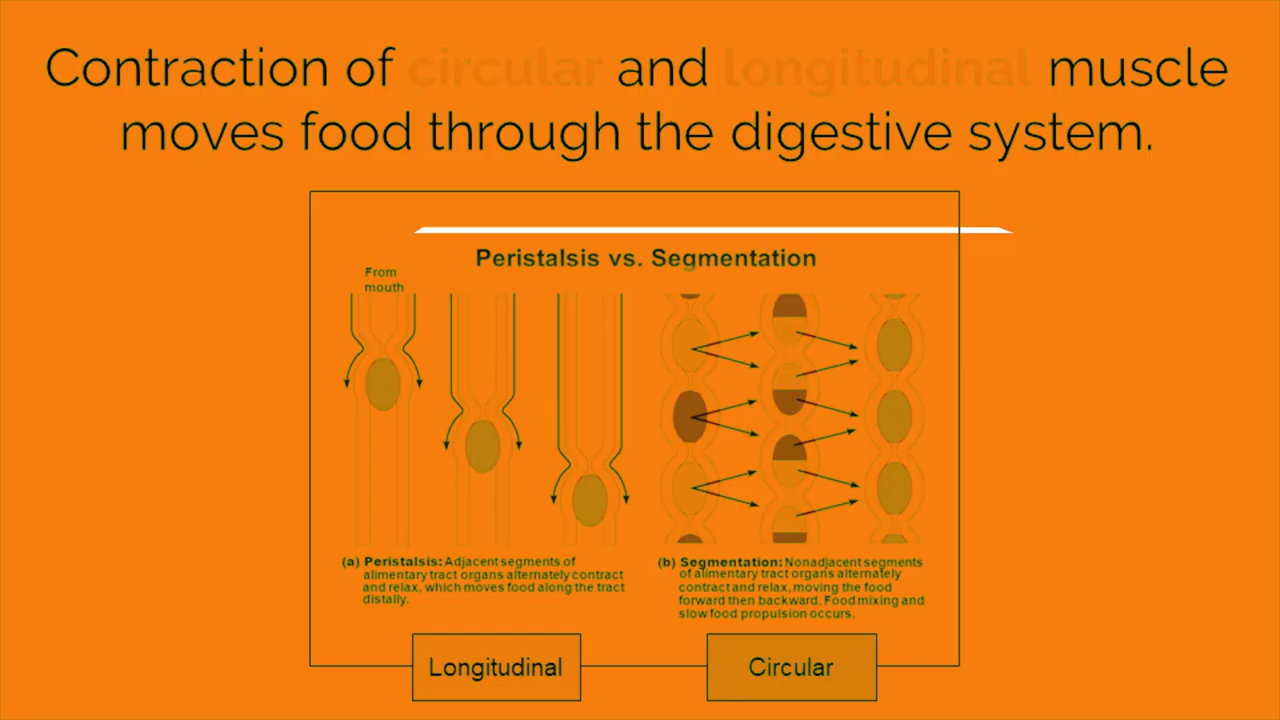 Contraction of circular and longitudinal muscle
moves food through the digestive system.
Peristalsis vs. Segmentation
From
mouth
(a) Peristalsis: Adjacent segments of
alimentary tract organs alternately contract
and relax, which moves food along the tract
distally.
(b) Segmentation: Nonadjacent segments
of alimentary tract organs alternately
contract and relax, moving the food
forward then backward. Food mixing and
slow food propulsion occurs.
Longitudinal
Circular